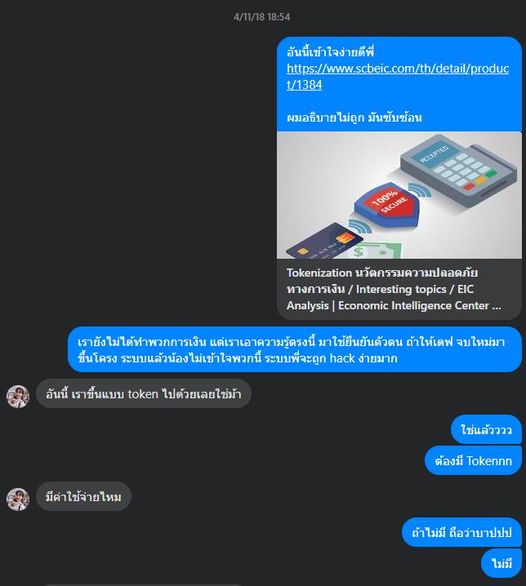 4/11/18 18:54
อันนี้เข้าใจง่ายดีพี่
https://www.scbeic.com/th/detail/produc
t/1384
ผมอธิบายไม่ถูก มันซับซ้อน
ACCEPTED
100%
SECURE
Tokenization นวัตกรรมความปลอดภัย
ทางการเงิน / Interesting topics / EIC
Analysis | Economic Intelligence Center ...
เรายังไม่ได้ทำพวกการเงิน แต่เราเอาความรู้ตรงนี้ มาใช้ยืนยันตัวตน ถ้าให้เดฟ จบใหม่มา
ขึ้นโครง ระบบแล้วน้องไม่เข้าใจพวกนี้ ระบบพี่จะถูก hack ง่ายมาก
อันนี้ เราขึ้นแบบ token ไปด้วยเลยใช่ม้า
ใช่แล้วววว
ต้องมี Tokennn
มีค่าใช้จ่ายไหม
ถ้าไม่มี ถือว่าบาปปป
ไม่มี